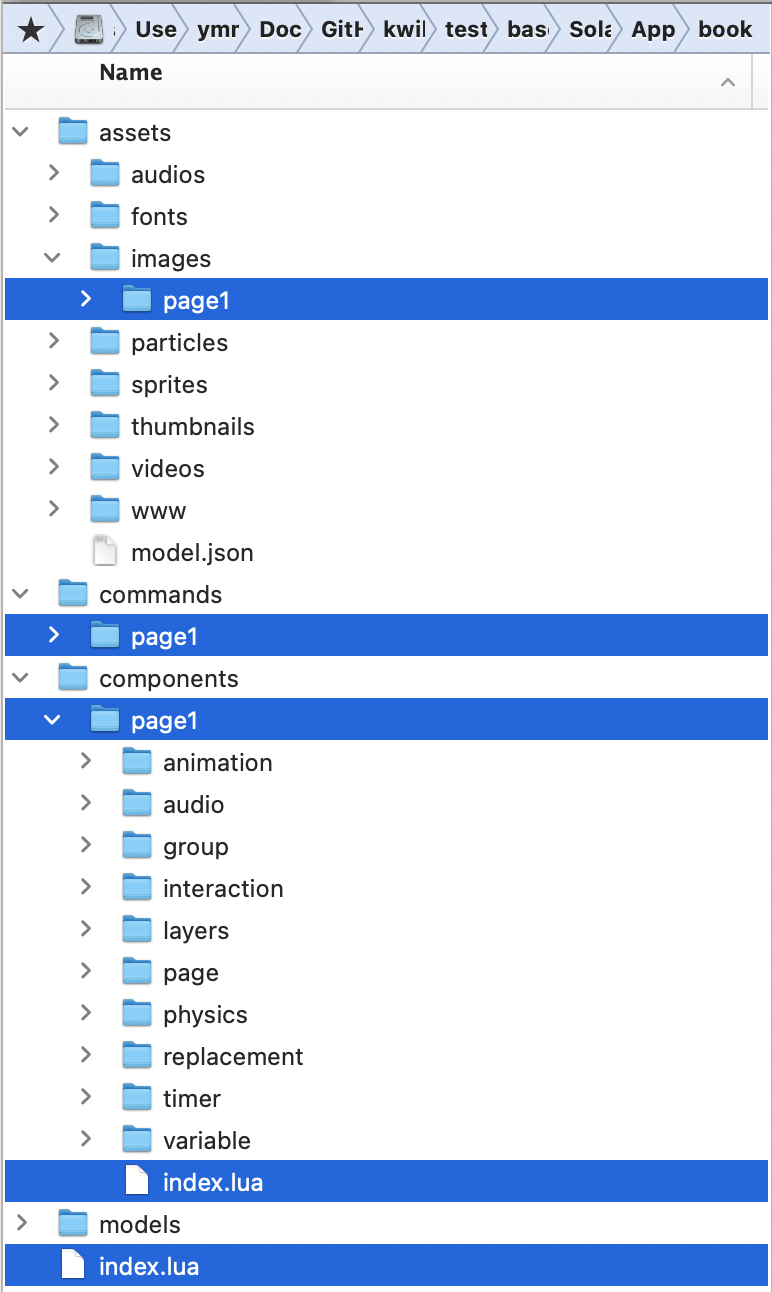 Use ymr Doc GitH kwil test base Sola App book
Name
assets
audios
fonts
images
page1
particles
sprites
thumbnails
videos
www
model.json
commands
page1
components
page1
animation
audio
group
interaction
layers
page
physics
replacement
timer
variable
index.lua
models
index.lua